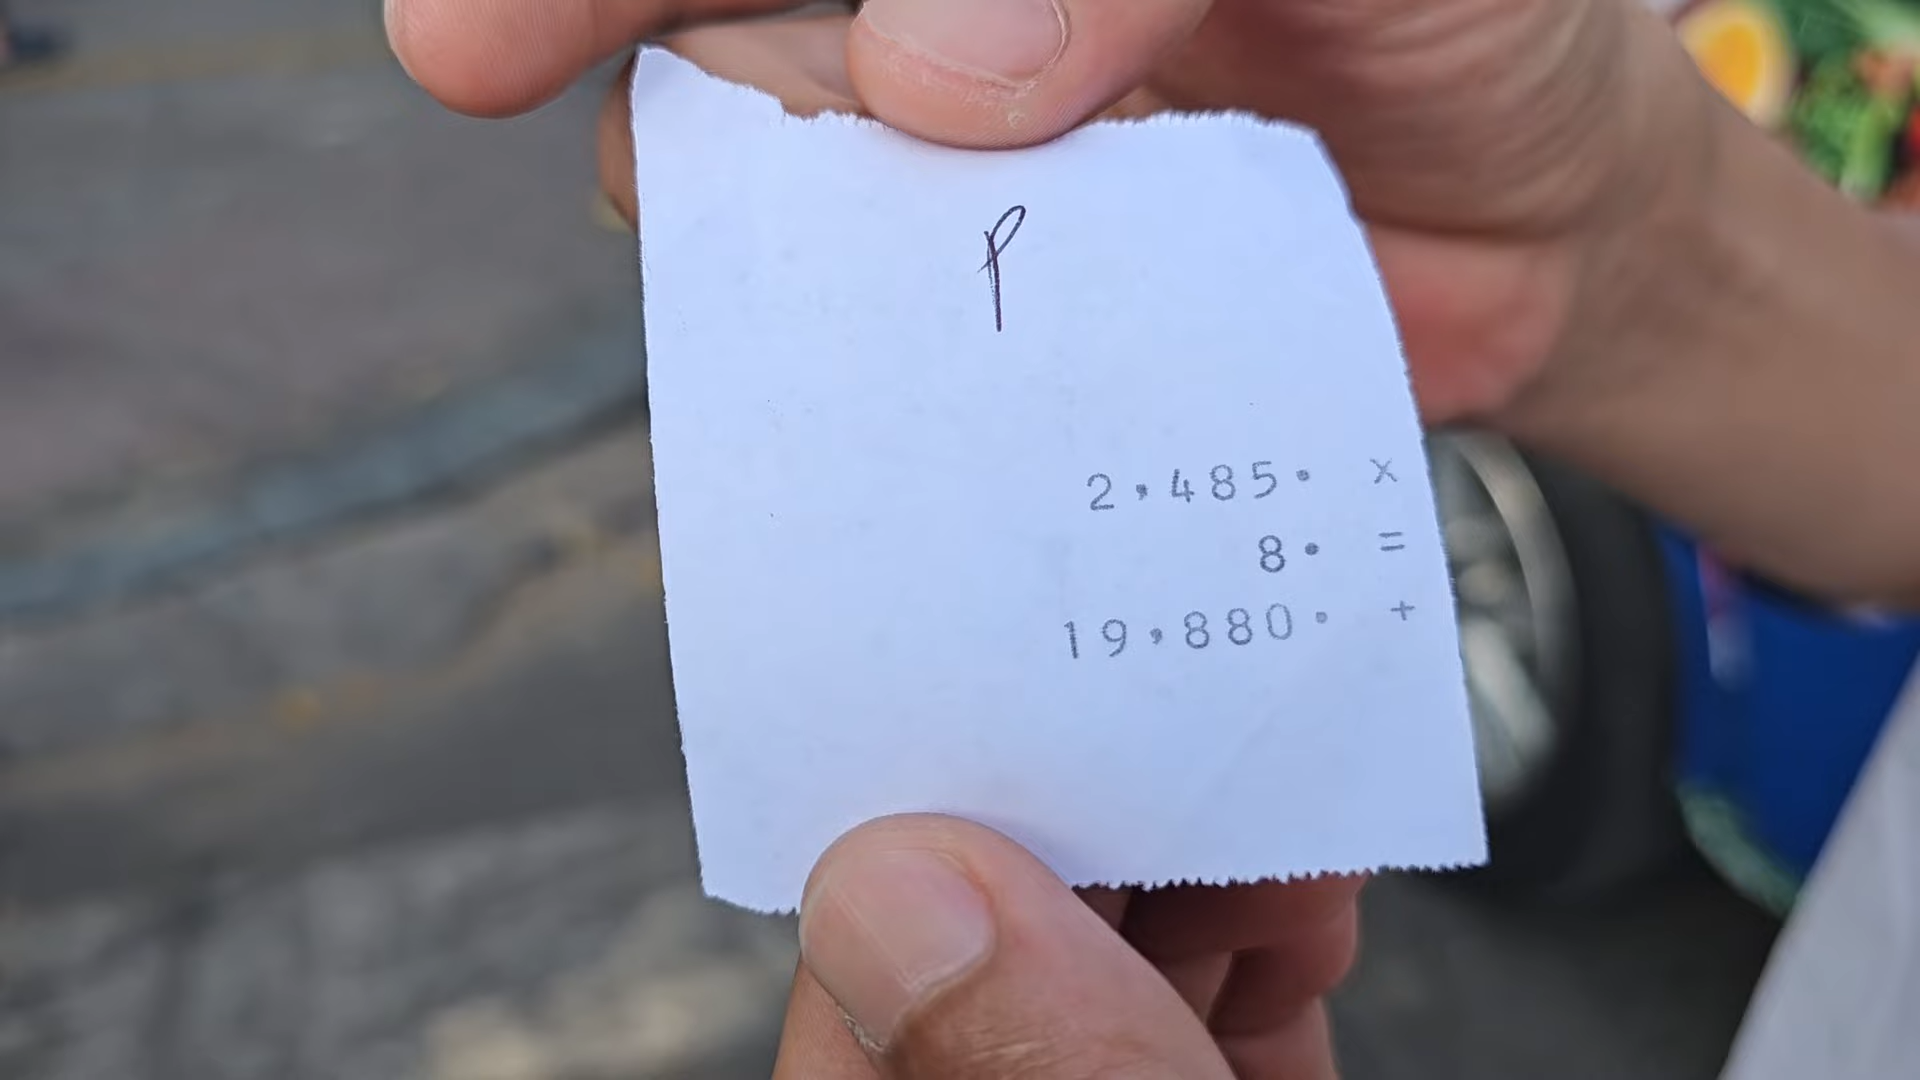 P
2,485. x
8. =
19,880. +